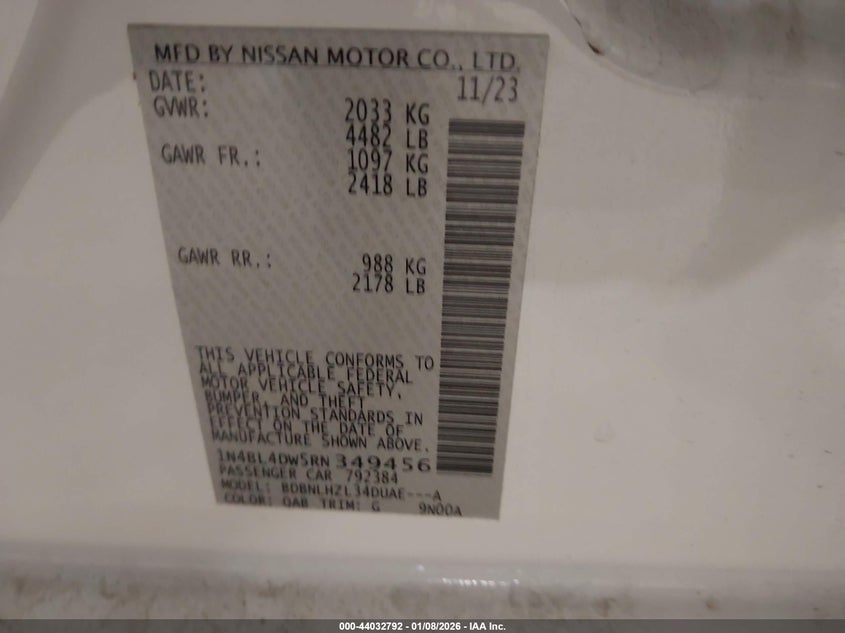 MFD BY NISSAN MOTOR CO., LTD.
DATE: 11/23
GVWR: 2033 KG
4482 LB
GAWR FR.: 1097 KG
2418 LB
GAWR RR.: 988 KG
2178 LB
THIS VEHICLE CONFORMS TO
ALL APPLICABLE FEDERAL
MOTOR VEHICLE SAFETY,
BUMPER, AND THEFT
PREVENTION STANDARDS IN
EFFECT ON THE DATE OF
MANUFACTURE SHOWN ABOVE.
1N4BL4DW5RN349456
PASSENGER CAR 792384
MODEL: BDBNLHZL34DUAE---A
COLOR: QAB TRIM: G 9N00A
000-44032792 - 01/08/2026 - IAA Inc.